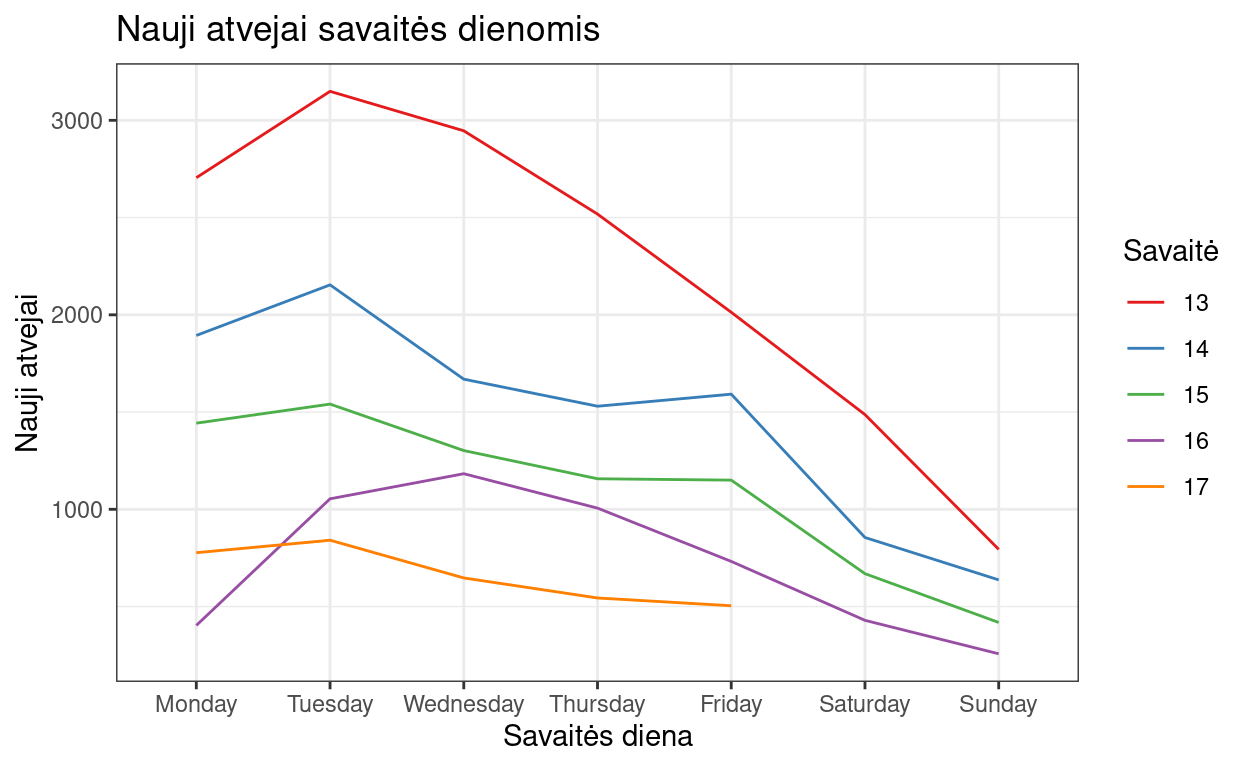 Nauji atvejai savaitės dienomis
Nauji atvejai
3000
2000
1000
Monday Tuesday Wednesday Thursday Friday Saturday Sunday
Savaitės diena
Savaitė
13
14
15
16
17